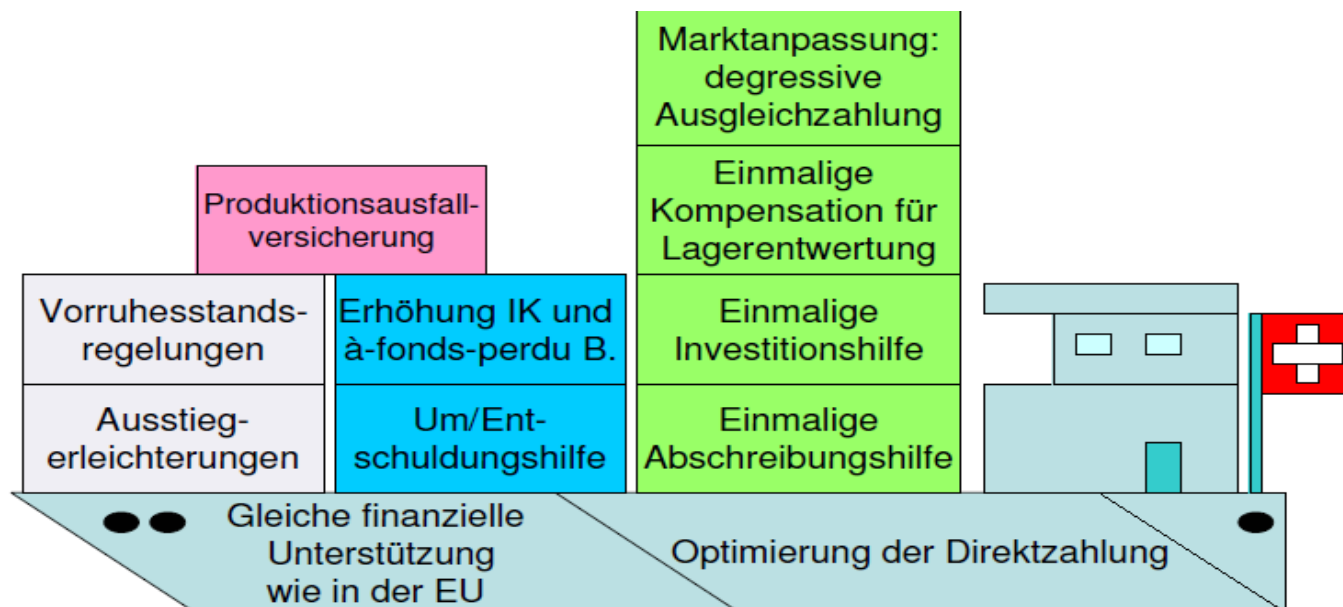 Marktanpassung:
degressive
Ausgleichzahlung
Einmalige
Kompensation für
Lagerentwertung
Produktionsausfall-
versicherung
Vorruhesstands-
regelungen
Erhöhung IK und
à-fonds-perdu B.
Einmalige
Investitionshilfe
Ausstieg-
erleichterungen
Um/Ent-
schuldungshilfe
Einmalige
Abschreibungshilfe
Gleiche finanzielle
Unterstützung
wie in der EU
Optimierung der Direktzahlung